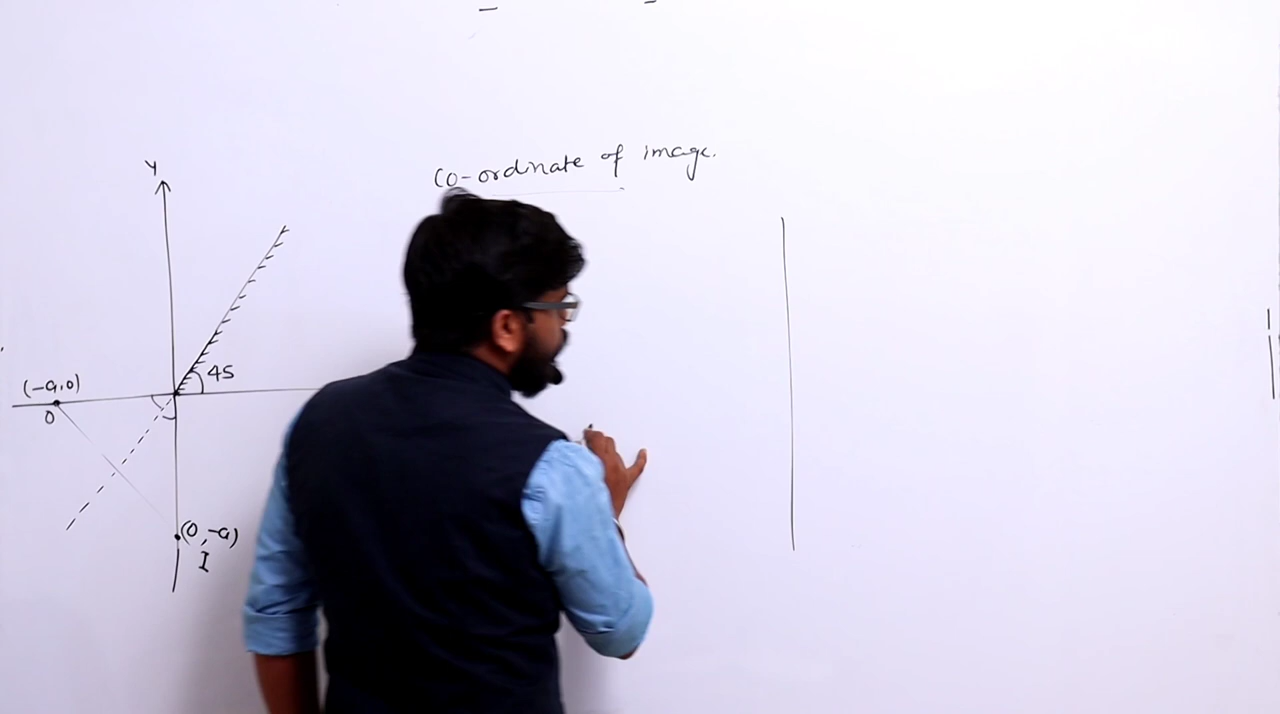 Co-ordinate of image.
Y
45
(-a,0)
O
(0,-a)
I